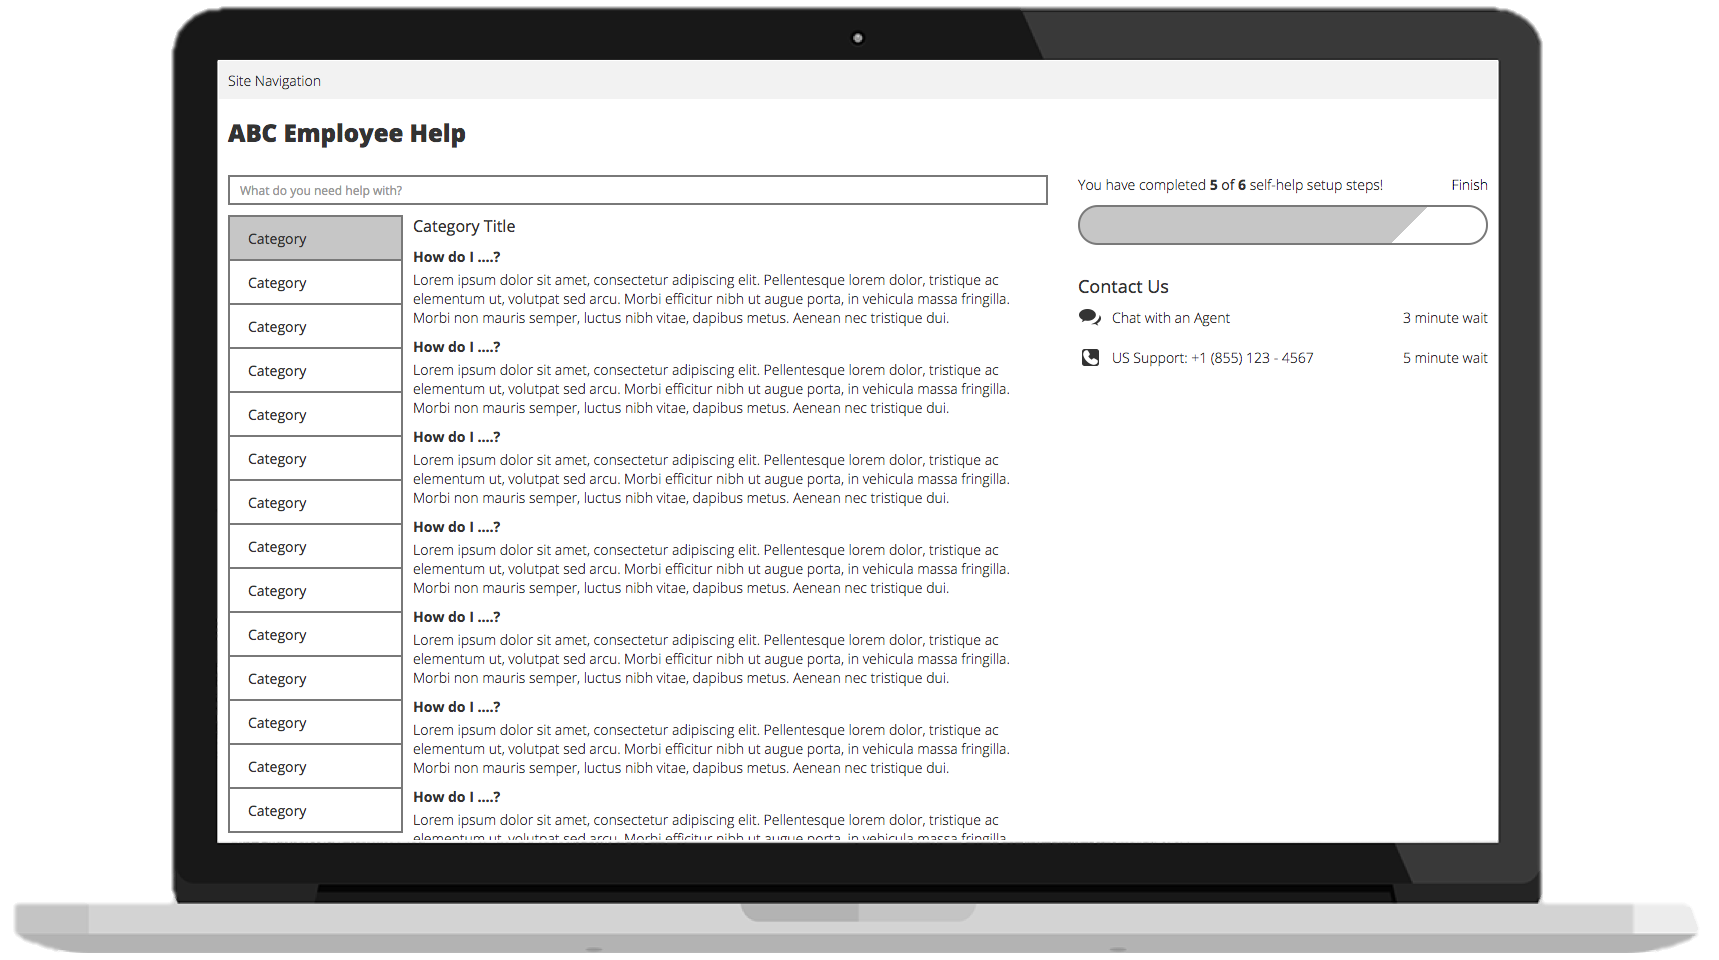 Site Navigation
ABC Employee Help
What do you need help with?
Category
Category
Category
Category
Category
Category
Category
Category
Category
Category
Category
Category
Category
Category
Category Title
How do I ....?
Lorem ipsum dolor sit amet, consectetur adipiscing elit. Pellentesque lorem dolor, tristique ac
elementum ut, volutpat sed arcu. Morbi efficitur nibh ut augue porta, in vehicula massa fringilla.
Morbi non mauris semper, luctus nibh vitae, dapibus metus. Aenean nec tristique dui.
How do I ....?
Lorem ipsum dolor sit amet, consectetur adipiscing elit. Pellentesque lorem dolor, tristique ac
elementum ut, volutpat sed arcu. Morbi efficitur nibh ut augue porta, in vehicula massa fringilla.
Morbi non mauris semper, luctus nibh vitae, dapibus metus. Aenean nec tristique dui.
How do I ....?
Lorem ipsum dolor sit amet, consectetur adipiscing elit. Pellentesque lorem dolor, tristique ac
elementum ut, volutpat sed arcu. Morbi efficitur nibh ut augue porta, in vehicula massa fringilla.
Morbi non mauris semper, luctus nibh vitae, dapibus metus. Aenean nec tristique dui.
How do I ....?
Lorem ipsum dolor sit amet, consectetur adipiscing elit. Pellentesque lorem dolor, tristique ac
elementum ut, volutpat sed arcu. Morbi efficitur nibh ut augue porta, in vehicula massa fringilla.
Morbi non mauris semper, luctus nibh vitae, dapibus metus. Aenean nec tristique dui.
How do I ....?
Lorem ipsum dolor sit amet, consectetur adipiscing elit. Pellentesque lorem dolor, tristique ac
elementum ut, volutpat sed arcu. Morbi efficitur nibh ut augue porta, in vehicula massa fringilla.
Morbi non mauris semper, luctus nibh vitae, dapibus metus. Aenean nec tristique dui.
How do I ....?
Lorem ipsum dolor sit amet, consectetur adipiscing elit. Pellentesque lorem dolor, tristique ac
elementum ut, volutpat sed arcu. Morbi efficitur nibh ut augue porta, in vehicula massa fringilla.
Morbi non mauris semper, luctus nibh vitae, dapibus metus. Aenean nec tristique dui.
How do I ....?
Lorem ipsum dolor sit amet, consectetur adipiscing elit. Pellentesque lorem dolor, tristique ac
elementum ut, volutpat sed arcu. Morbi efficitur nibh ut augue porta, in vehicula massa fringilla.
You have completed 5 of 6 self-help setup steps! Finish
Contact Us
Chat with an Agent 3 minute wait
US Support: +1 (855) 123 - 4567 5 minute wait